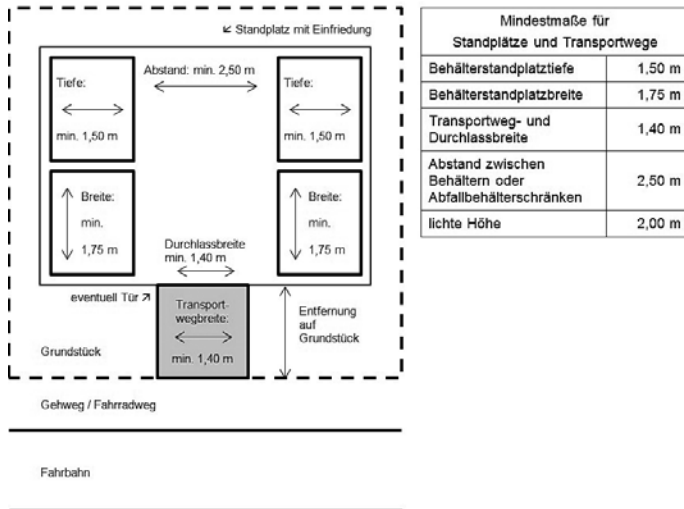 ↙ Standplatz mit Einfriedung
Tiefe:
min. 1,50 m
Abstand: min. 2,50 m
Tiefe:
min. 1,50 m
Breite:
min.
1,75 m
Breite:
min.
1,75 m
Durchlassbreite
min. 1,40 m
eventuell Tür ↗
Transport-
wegbreite:
min. 1,40 m
Entfernung
auf
Grundstück
Grundstück
Gehweg / Fahrradweg
Fahrbahn
Mindestmaße für
Standplätze und Transportwege
Behälterstandplatztiefe 1,50 m
Behälterstandplatzbreite 1,75 m
Transportweg- und
Durchlassbreite 1,40 m
Abstand zwischen
Behältern oder 2,50 m
Abfallbehälterschränken
lichte Höhe 2,00 m